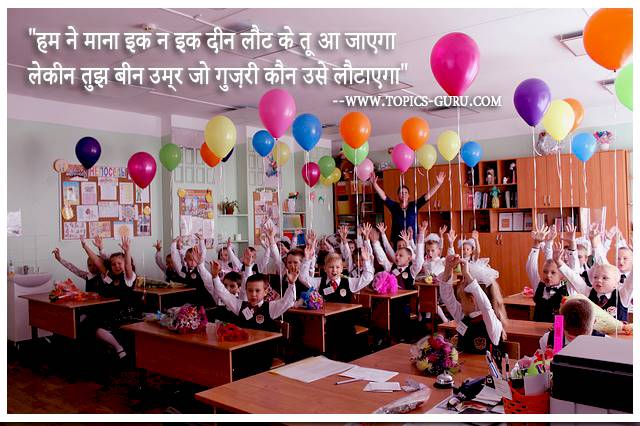 "हम ने माना इक न इक दीन लौट के तू आ जाएगा
लेकीन तुझ बीन उम्र जो गुज़री कौन उसे लौटाएगा"
--WWW.TOPICS-GURU.COM